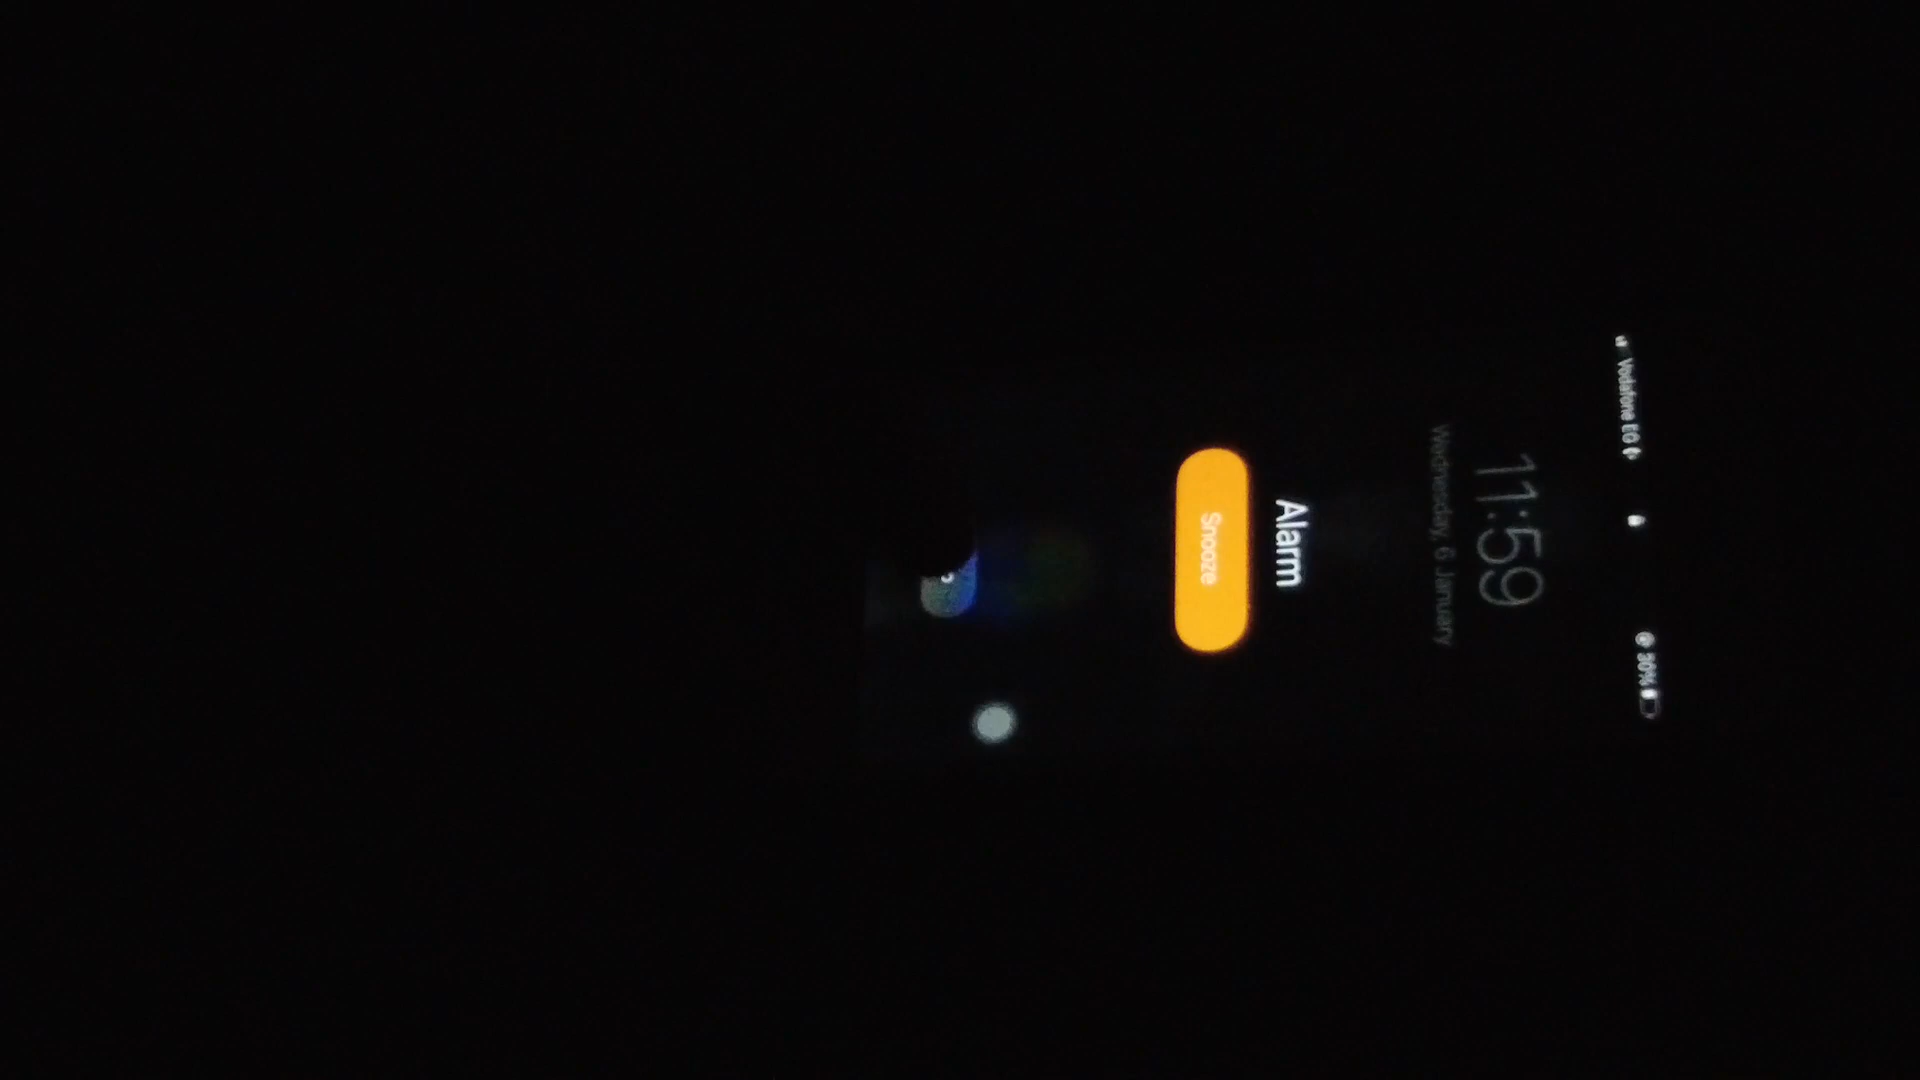 Vodafone EG
30%
11:59
Wednesday, 6 January
Alarm
Snooze